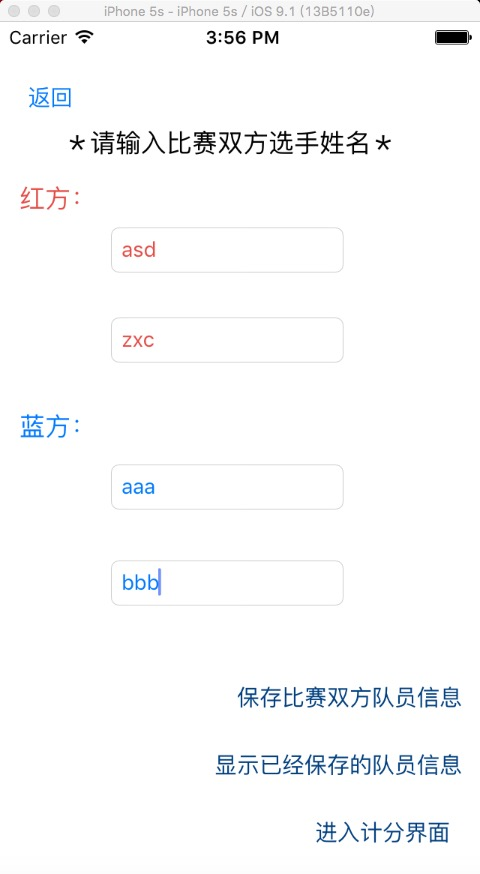 iPhone 5s - iPhone 5s / iOS 9.1 (13B5110e)
Carrier 3:56 PM
返回
＊请输入比赛双方选手姓名＊
红方：
asd
zxc
蓝方：
aaa
bbb
保存比赛双方队员信息
显示已经保存的队员信息
进入计分界面